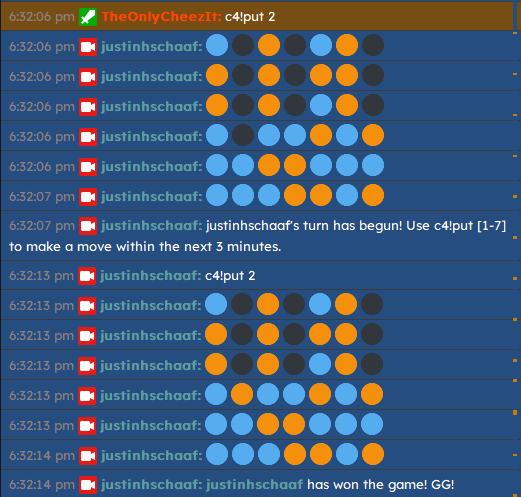 6:32:06 pm TheOnlyCheezIt: c4!put 2
6:32:06 pm justinhschaaf:
6:32:06 pm justinhschaaf:
6:32:06 pm justinhschaaf:
6:32:06 pm justinhschaaf:
6:32:06 pm justinhschaaf:
6:32:07 pm justinhschaaf:
6:32:07 pm justinhschaaf: justinhschaaf's turn has begun! Use c4!put [1-7]
to make a move within the next 3 minutes.
6:32:13 pm justinhschaaf: c4!put 2
6:32:13 pm justinhschaaf:
6:32:13 pm justinhschaaf:
6:32:13 pm justinhschaaf:
6:32:13 pm justinhschaaf:
6:32:13 pm justinhschaaf:
6:32:14 pm justinhschaaf:
6:32:14 pm justinhschaaf: justinhschaaf has won the game! GG!